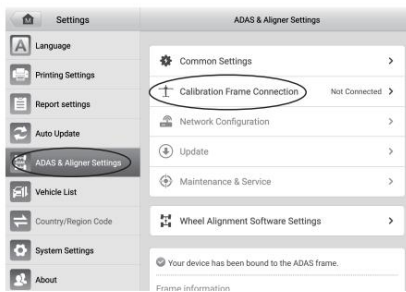 Settings
ADAS & Aligner Settings
Language
Printing Settings
Report settings
Auto Update
ADAS & Aligner Settings
Vehicle List
Country/Region Code
System Settings
About
Common Settings
Calibration Frame Connection Not Connected
Network Configuration
Update
Maintenance & Service
Wheel Alignment Software Settings
Your device has been bound to the ADAS frame.
Frame information